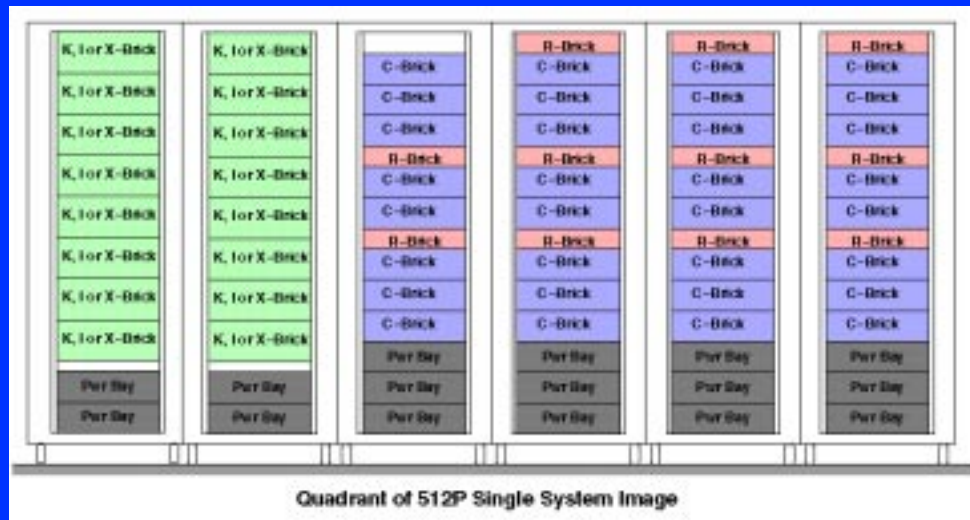 K, I or X-Brick
K, I or X-Brick
K, I or X-Brick
K, I or X-Brick
K, I or X-Brick
K, I or X-Brick
K, I or X-Brick
K, I or X-Brick
Pwr Bay
Pwr Bay
K, I or X-Brick
K, I or X-Brick
K, I or X-Brick
K, I or X-Brick
K, I or X-Brick
K, I or X-Brick
K, I or X-Brick
K, I or X-Brick
Pwr Bay
Pwr Bay
C-Brick
C-Brick
C-Brick
R-Brick
C-Brick
C-Brick
R-Brick
C-Brick
C-Brick
C-Brick
Pwr Bay
Pwr Bay
Pwr Bay
R-Brick
C-Brick
C-Brick
C-Brick
R-Brick
C-Brick
C-Brick
R-Brick
C-Brick
C-Brick
C-Brick
Pwr Bay
Pwr Bay
Pwr Bay
R-Brick
C-Brick
C-Brick
C-Brick
R-Brick
C-Brick
C-Brick
R-Brick
C-Brick
C-Brick
C-Brick
Pwr Bay
Pwr Bay
Pwr Bay
R-Brick
C-Brick
C-Brick
C-Brick
R-Brick
C-Brick
C-Brick
R-Brick
C-Brick
C-Brick
C-Brick
Pwr Bay
Pwr Bay
Pwr Bay
Quadrant of 512P Single System Image